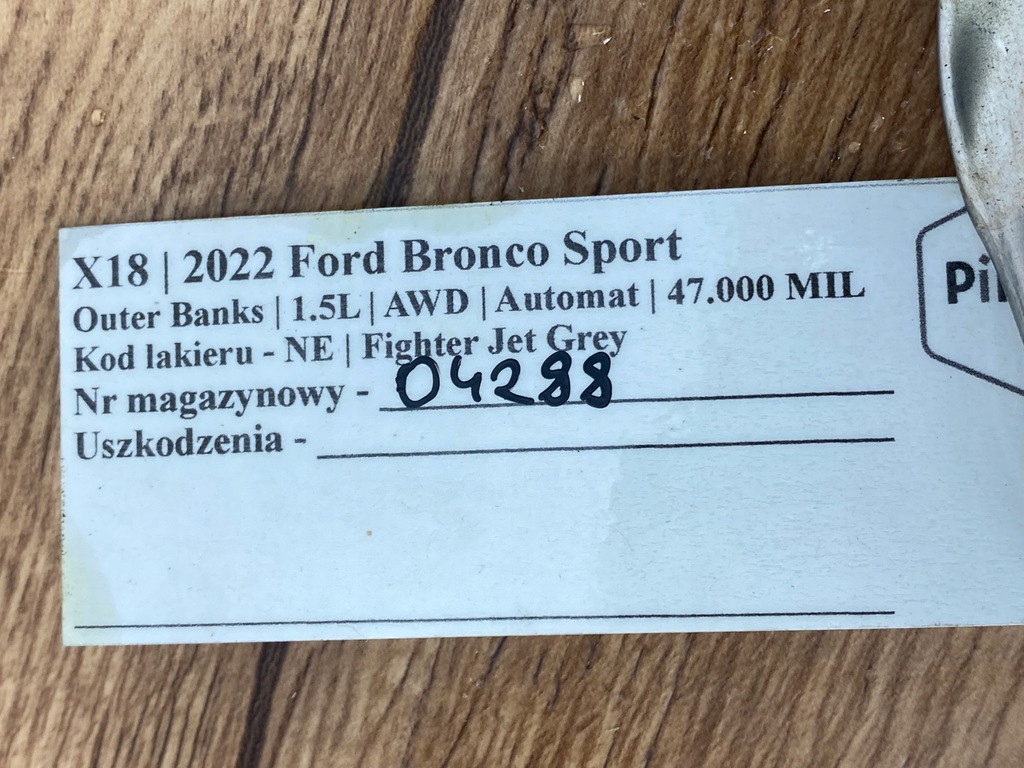 X18 | 2022 Ford Bronco Sport
Outer Banks | 1.5L | AWD | Automat | 47.000 MIL
Kod lakieru - NE | Fighter Jet Grey
Nr magazynowy - 04288
Uszkodzenia -